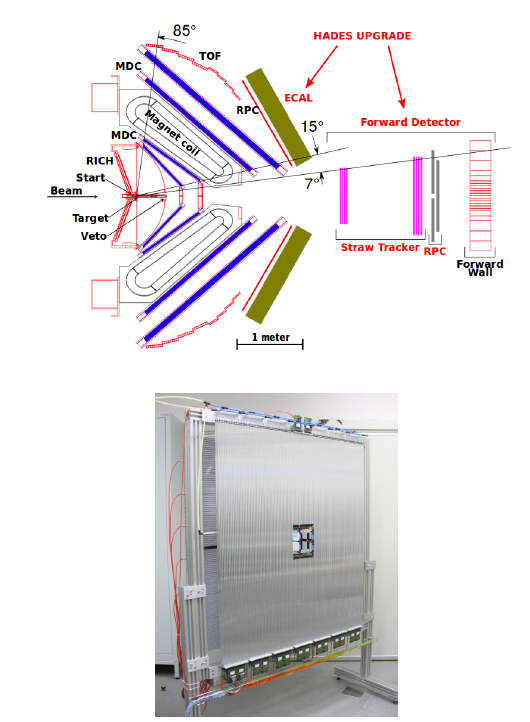 HADES UPGRADE
85°
TOF
MDC
MDC
RPC
ECAL
Magnet coil
15°
Forward Detector
MDC
RICH
Start
7°
Beam
Target
Veto
Straw Tracker
RPC
Forward
Wall
1 meter